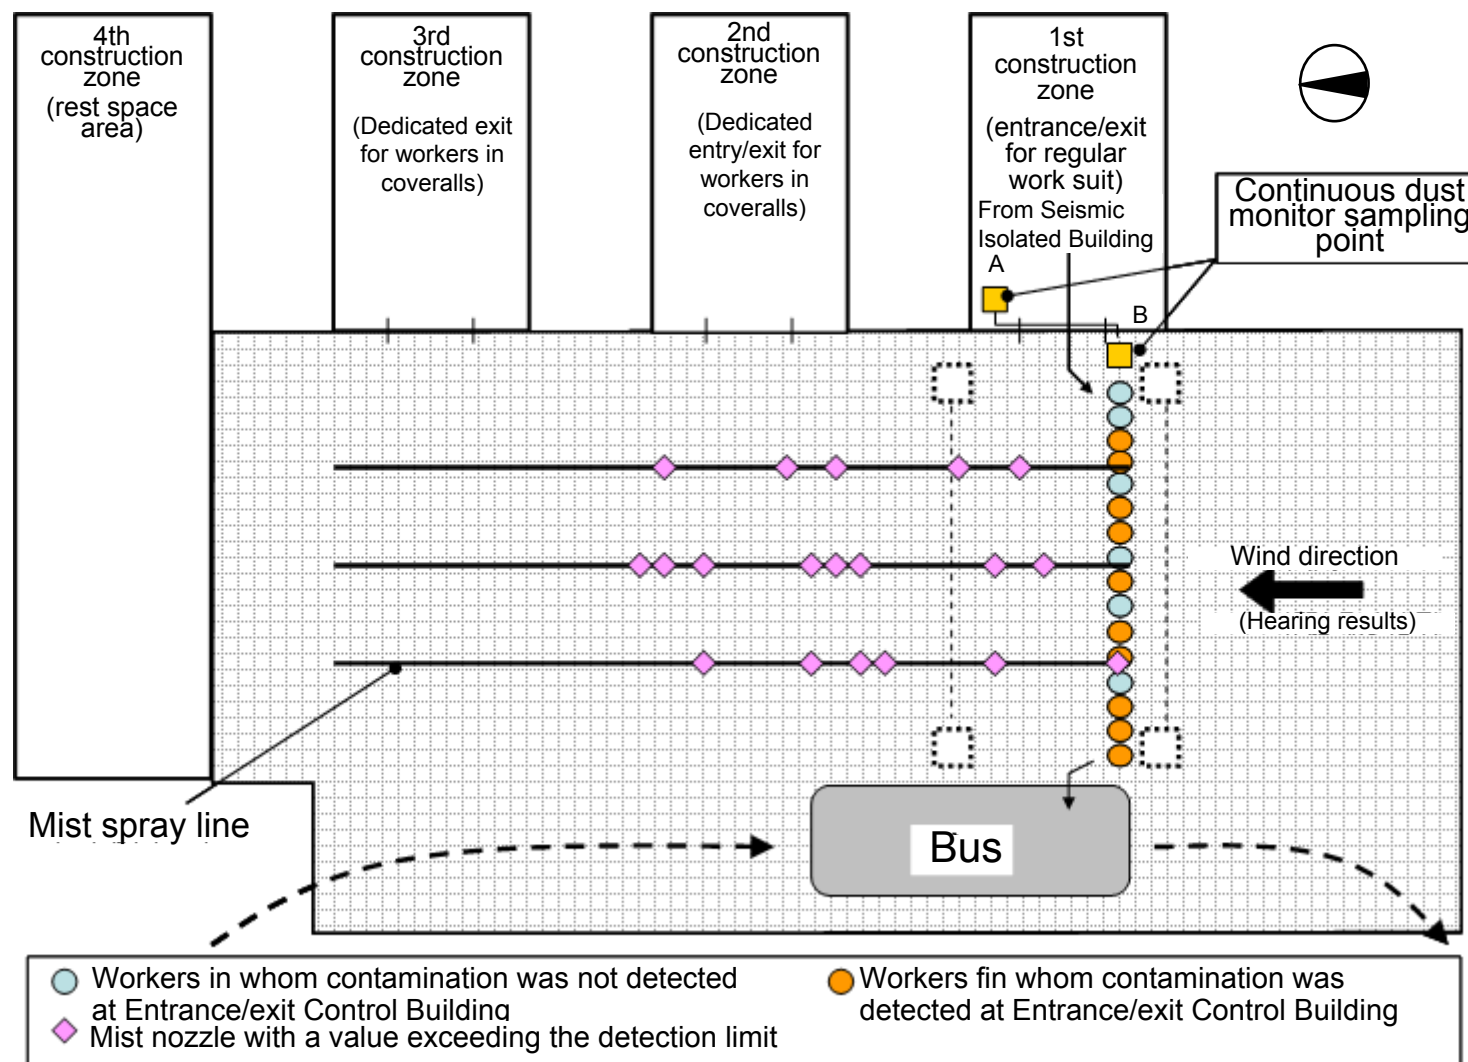 4th
construction
zone
(rest space
area)
3rd
construction
zone
(Dedicated exit
for workers in
coveralls)
2nd
construction
zone
(Dedicated
entry/exit for
workers in
coveralls)
1st
construction
zone
(entrance/exit
for regular
work suit)
From Seismic
Isolated Building
A
B
Continuous dust
monitor sampling
point
Wind direction
(Hearing results)
Mist spray line
Bus
Workers in whom contamination was not detected
at Entrance/exit Control Building
Workers fin whom contamination was
detected at Entrance/exit Control Building
Mist nozzle with a value exceeding the detection limit